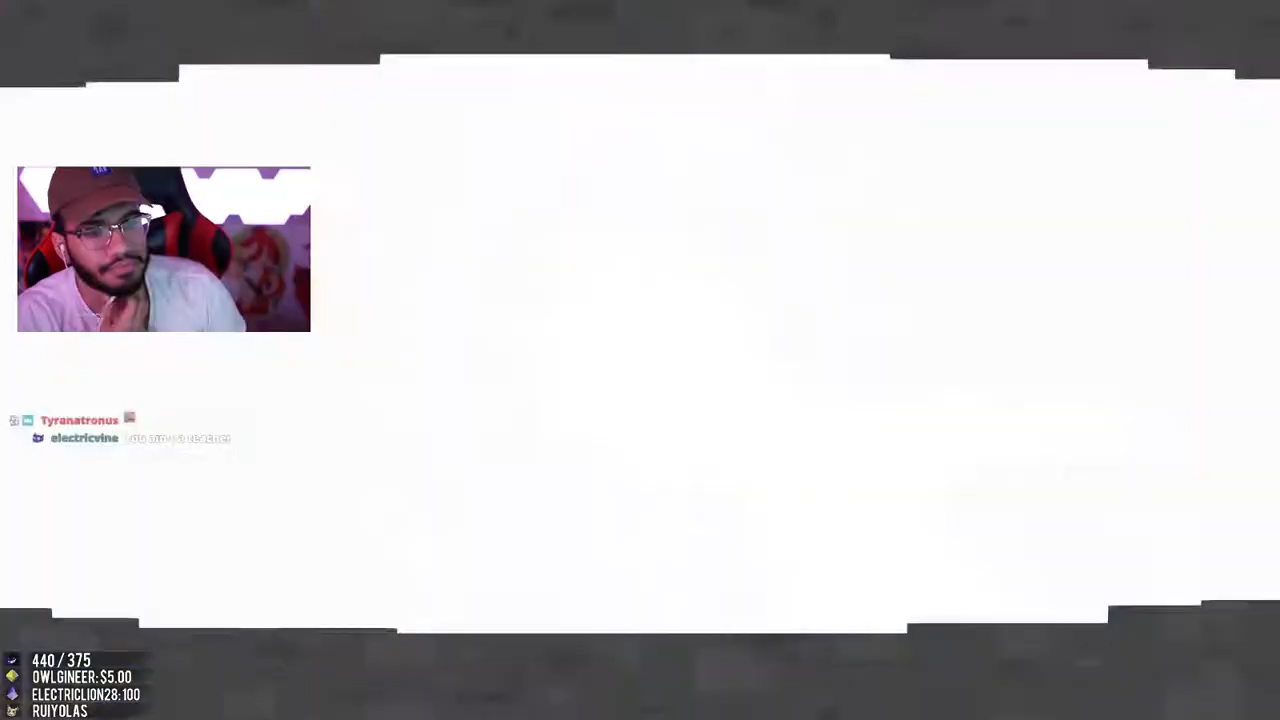 Tyranatronus
electricvine
440 / 375
OWLGINEER: $5.00
ELECTRICLION28: 100
RUIYOLAS